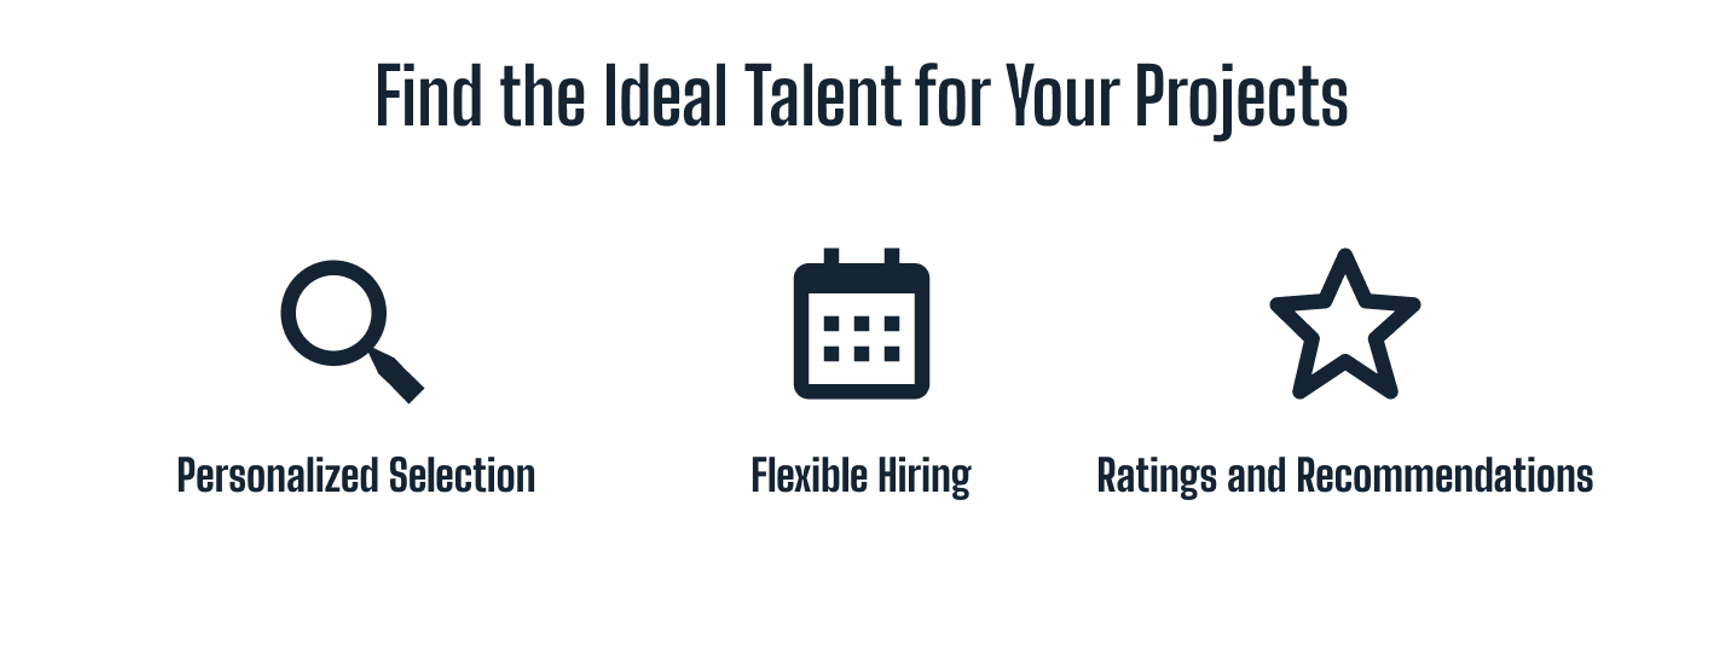 Find the Ideal Talent for Your Projects
Personalized Selection
Flexible Hiring
Ratings and Recommendations